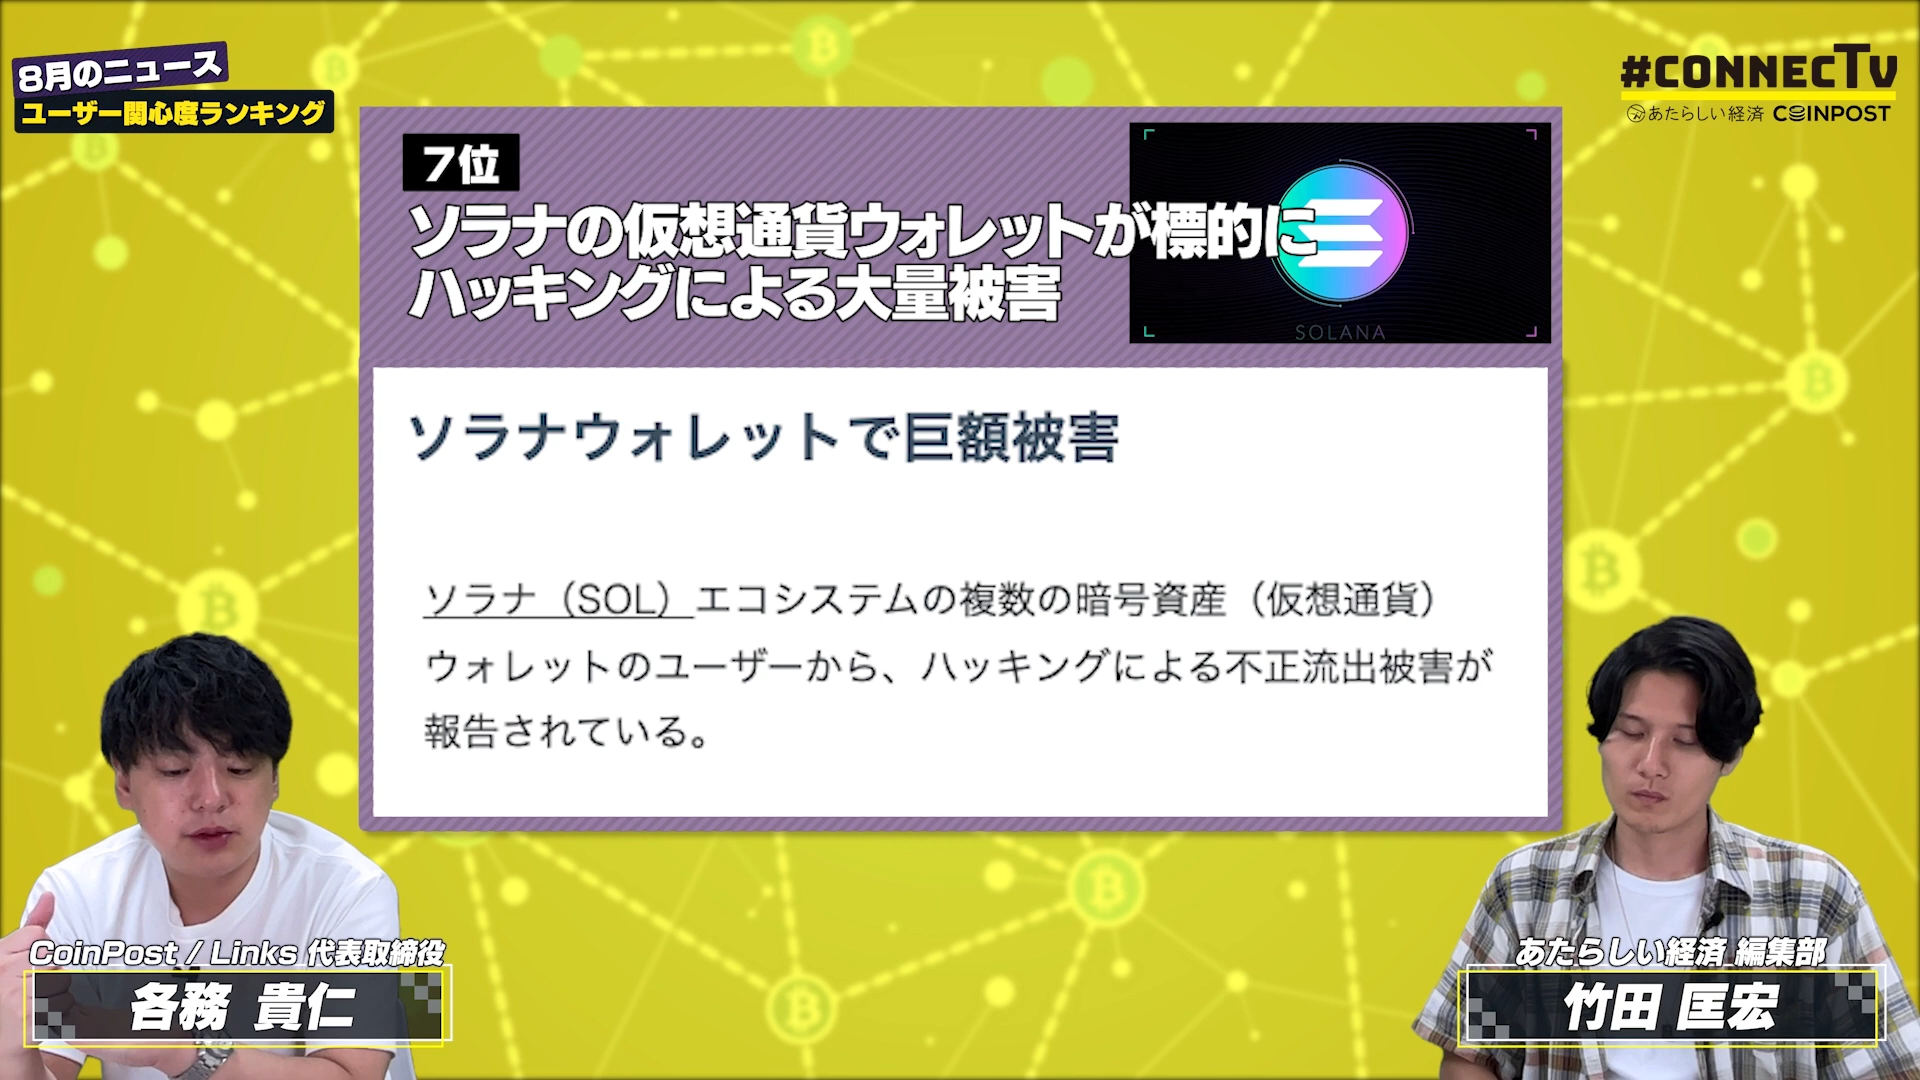 8月のニュース
ユーザー関心度ランキング
#CONNECTV
あたらしい経済 COINPOST
7位
ソラナの仮想通貨ウォレットが標的に
ハッキングによる大量被害
SOLANA
ソラナウォレットで巨額被害
ソラナ（SOL）エコシステムの複数の暗号資産（仮想通貨）
ウォレットのユーザーから、ハッキングによる不正流出被害が
報告されている。
CoinPost / Links 代表取締役
各務 貴仁
あたらしい経済 編集部
竹田 匡宏